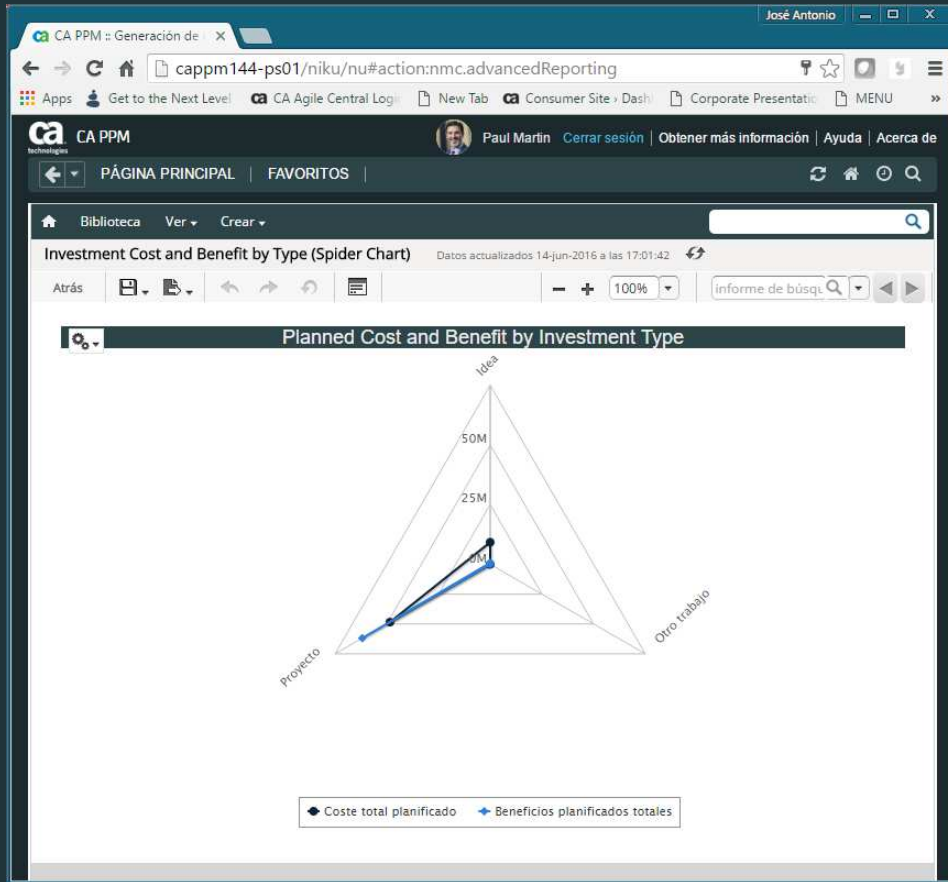 José Antonio
CA PPM :: Generación de
cappm144-ps01/niku/nu#action:nmc.advancedReporting
Apps Get to the Next Level CA Agile Central Logi New Tab Consumer Site › Dash Corporate Presentatio MENU »
ca technologies CA PPM Paul Martin Cerrar sesión | Obtener más información | Ayuda | Acerca de
PÁGINA PRINCIPAL | FAVORITOS |
Biblioteca Ver Crear
Investment Cost and Benefit by Type (Spider Chart) Datos actualizados 14-jun-2016 a las 17:01:42
Atrás 100% informe de búsqu
Planned Cost and Benefit by Investment Type
Idea
50M
25M
0M
Otro trabajo
Proyecto
Coste total planificado Beneficios planificados totales